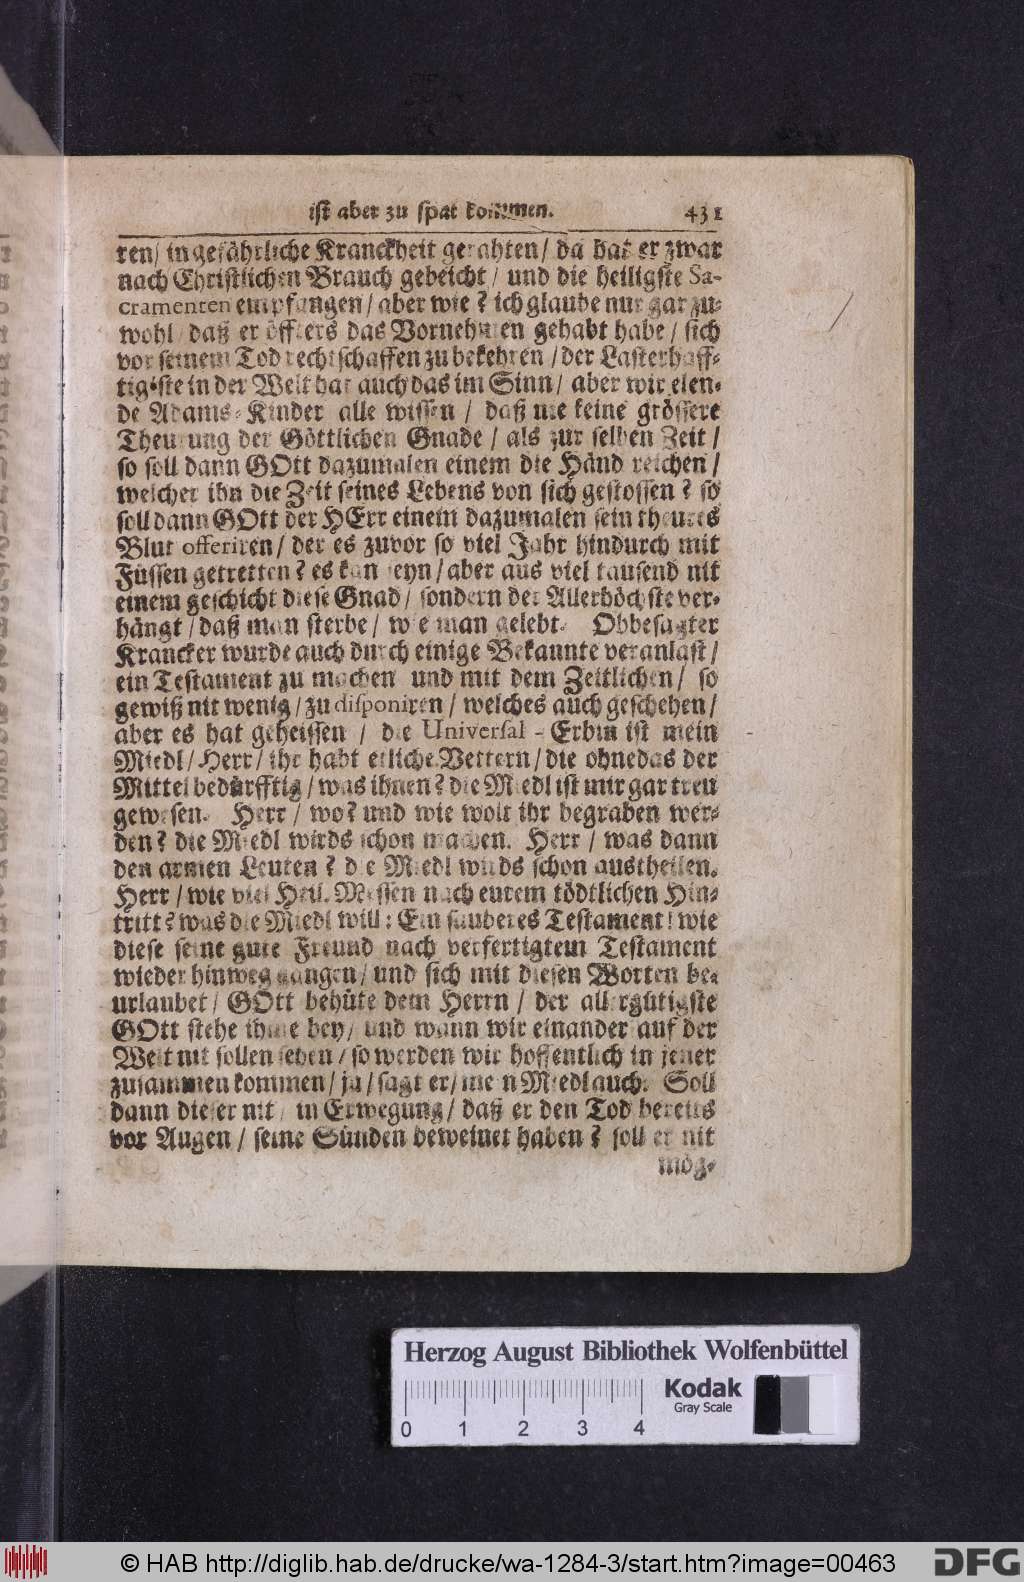 ist aber zu spat kommen. 431
ren / in gefährliche Kranckheit gerahten / da hat er zwar
nach Christlichen Brauch gebeicht / und die heiligste Sa-
cramenten empfangen / aber wie ? ich glaube nur gar zu-
wohl / daß er öffters das Vornehmen gehabt habe / sich
vor seinem Tod rechtschaffen zu bekehren / der Lasterhaff-
tigiste in der Welt hat auch das im Sinn / aber wir elen-
de Adams-Kinder alle wissen / daß nie keine grössere
Theurung der Göttlichen Gnade / als zur selben Zeit /
so soll dann GOtt dazumalen einem die Händ reichen /
welcher ihn die Zeit seines Lebens von sich gestossen ? so
soll dann GOtt der HErr einem dazumalen sein theures
Blut offeriren / der es zuvor so viel Jahr hindurch mit
Füssen getretten ? es kan seyn / aber aus viel tausend nit
einem geschicht diese Gnad / sondern der Allerhöchste ver-
hängt / daß man sterbe / wie man gelebt. Obbesagter
Krancker wurde auch durch einige Bekannte veranlast /
ein Testament zu machen und mit dem Zeitlichen / so
gewiß nit wenig / zu disponiren / welches auch geschehen /
aber es hat geheissen / die Universal-Erbin ist mein
Miedl / Herr / ihr habt etliche Vettern / die ohnedas der
Mittel bedürfftig / was ihnen ? die Miedl ist mir gar treu
gewesen. Herr / wo ? und wie wolt ihr begraben wer-
den ? die Miedl wirds schon machen. Herr / was dann
den armen Leuten ? die Miedl wirds schon austheilen.
Herr / wie viel Heil. Messen nach eurem tödtlichen Hin-
tritt ? was die Miedl will : Ein sauberes Testament ! wie
diese seine gute Freund nach verfertigtem Testament
wieder hinweg gangen / und sich mit diesen Worten be-
urlaubet / GOtt behüte dem Herrn / der allergütigste
GOtt stehe ihme bey / und wann wir einander auf der
Welt nit sollen sehen / so werden wir hoffentlich in jener
zusammen kommen / ja / sagt er / mein Miedl auch. Soll
dann dieser nit / in Erwegung / daß er den Tod bereits
vor Augen / seine Sünden beweinet haben ? soll er nit
mög-
Herzog August Bibliothek Wolfenbüttel
Kodak
Gray Scale
0 1 2 3 4
© HAB http://diglib.hab.de/drucke/wa-1284-3/start.htm?image=00463
DFG